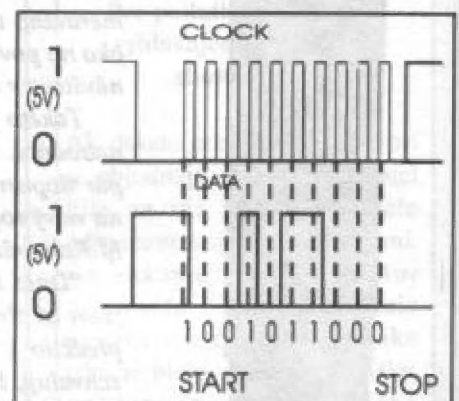 CLOCK
1
(5V)
0
DATA
1
(5V)
0
1001011000
START STOP